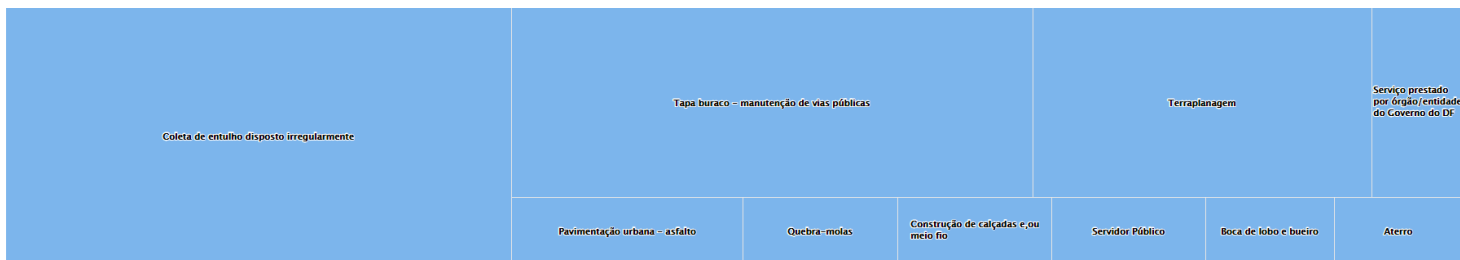 Coleta de entulho disposto irregularmente
Tapa buraco - manutenção de vias públicas
Terraplanagem
Serviço prestado
por órgão/entidade
do Governo do DF
Pavimentação urbana - asfalto
Quebra-molas
Construção de calçadas e,ou
meio fio
Servidor Público
Boca de lobo e bueiro
Aterro